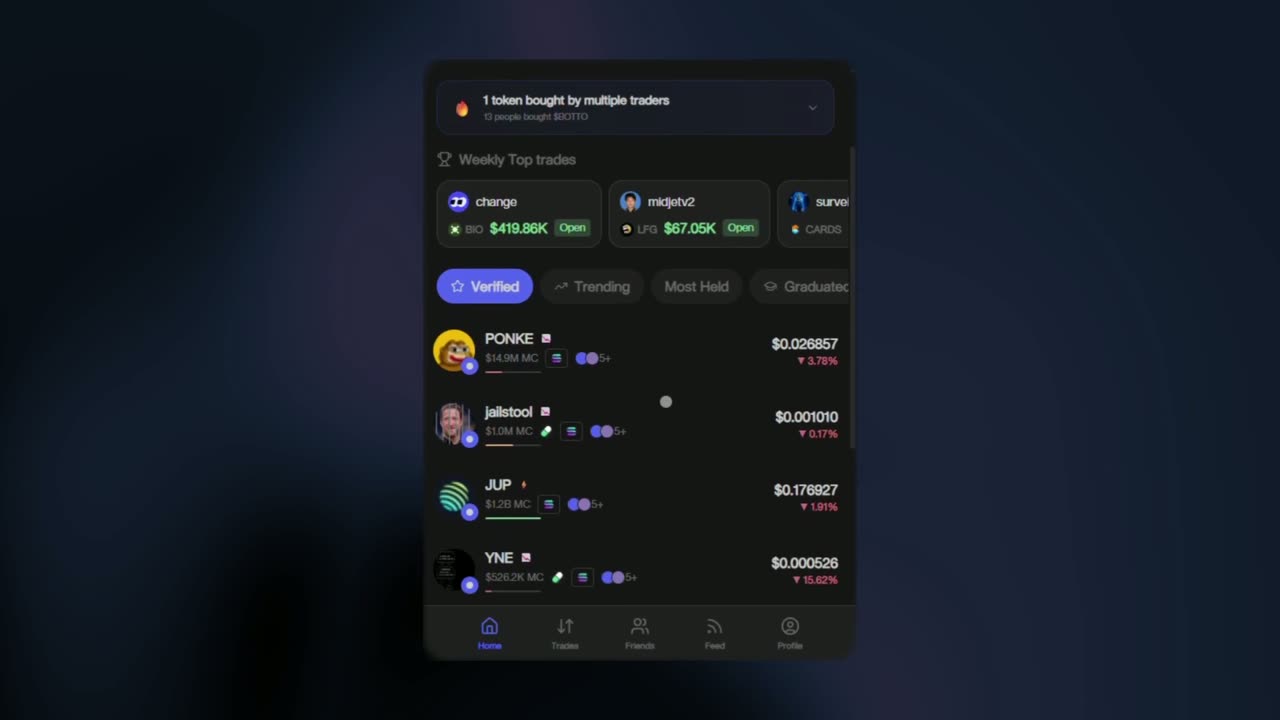 1 token bought by multiple traders
13 people bought $BOTTO
Weekly Top trades
change
BIO $419.86K Open
midjetv2
LFG $67.05K Open
survei
CARDS
Verified
Trending
Most Held
Graduated
PONKE
$14.9M MC 5+
$0.026857
▼ 3.78%
jailstool
$1.0M MC 5+
$0.001010
▼ 0.17%
JUP
$1.2B MC 5+
$0.176927
▼ 1.91%
YNE
$526.2K MC 5+
$0.000526
▼ 15.62%
Home
Trades
Friends
Feed
Profile